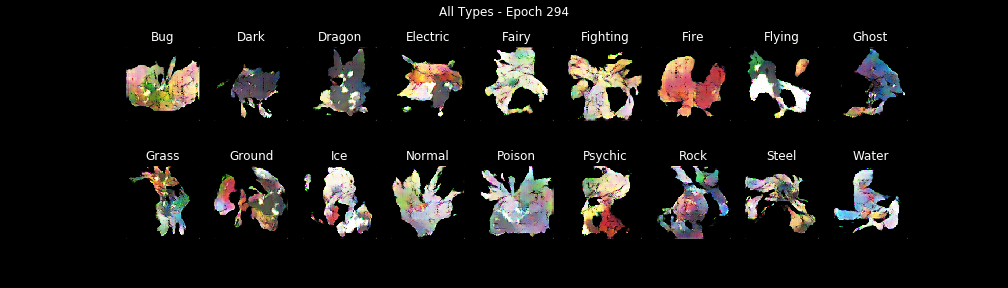 All Types - Epoch 294
Bug Dark Dragon Electric Fairy Fighting Fire Flying Ghost
Grass Ground Ice Normal Poison Psychic Rock Steel Water